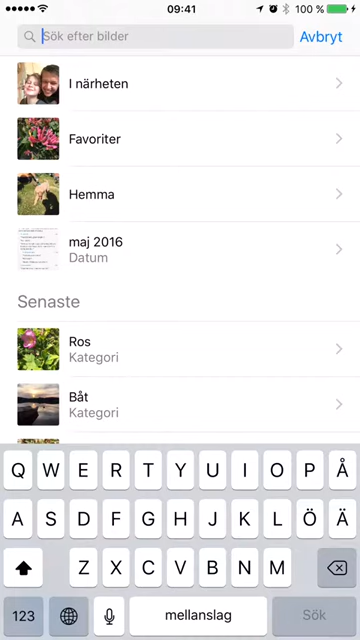 09:41
100 %
Sök efter bilder
Avbryt
I närheten
Favoriter
Hemma
maj 2016
Datum
Senaste
Ros
Kategori
Båt
Kategori
Q W E R T Y U I O P Å
A S D F G H J K L Ö Ä
Z X C V B N M
123 mellanslag Sök